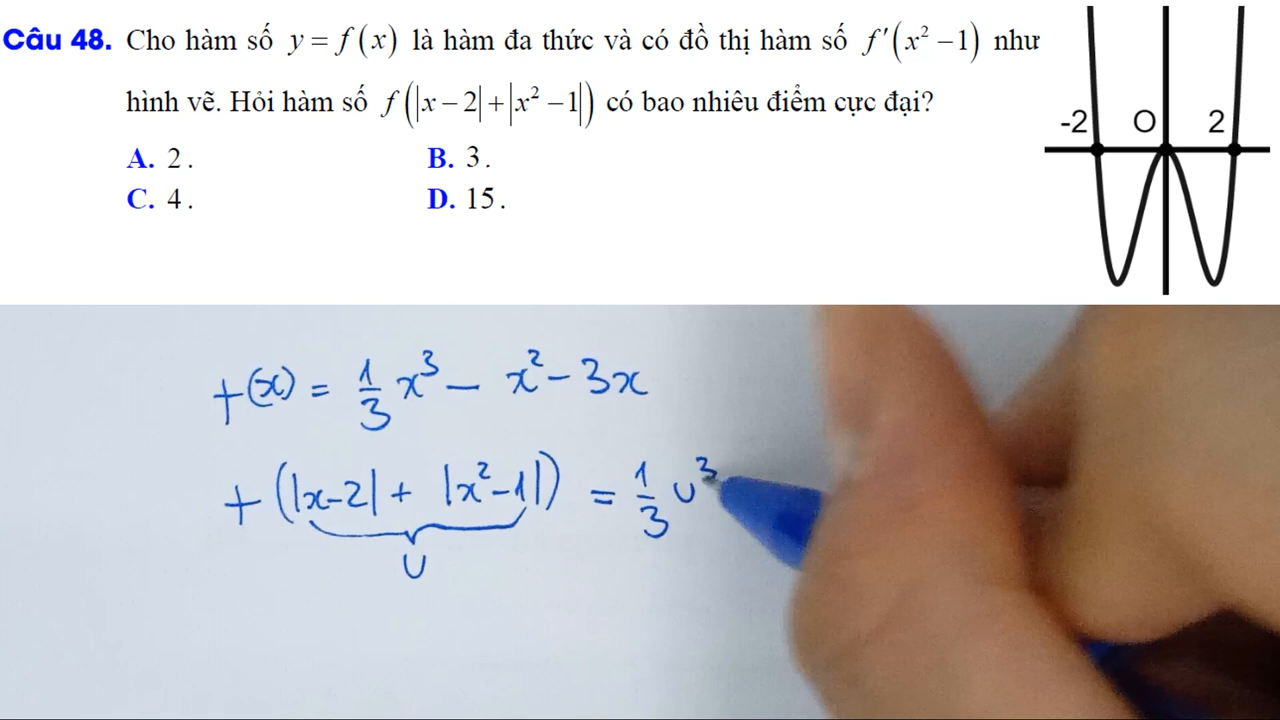 Câu 48. Cho hàm số y = f(x) là hàm đa thức và có đồ thị hàm số f'(x² − 1) như
hình vẽ. Hỏi hàm số f(|x − 2| + |x² − 1|) có bao nhiêu điểm cực đại?
A. 2. B. 3.
C. 4. D. 15.
-2 O 2
f(x) = 1/3 x³ − x² − 3x
f(|x−2| + |x²−1|) = 1/3 u³
u